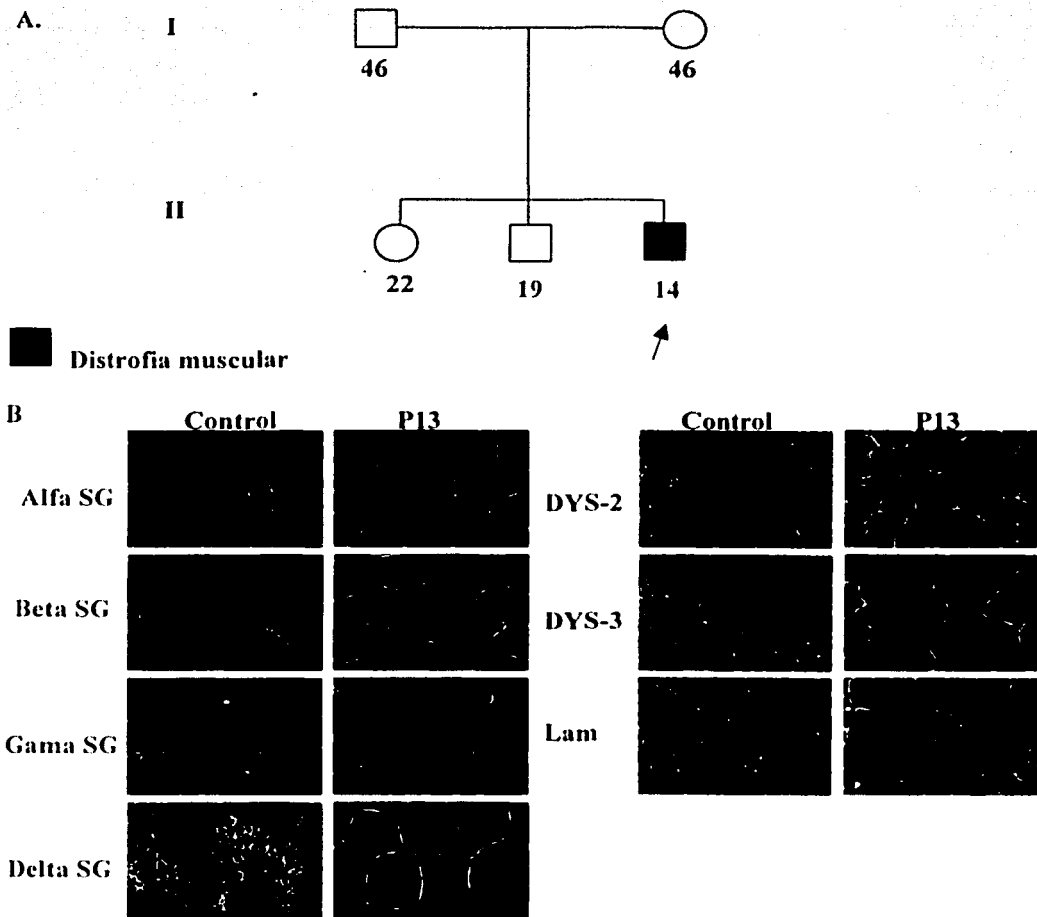 A.
I
46 46
II
22 19 14
Distrofia muscular
B
Control P13 Control P13
Alfa SG DYS-2
Beta SG DYS-3
Gama SG Lam
Delta SG